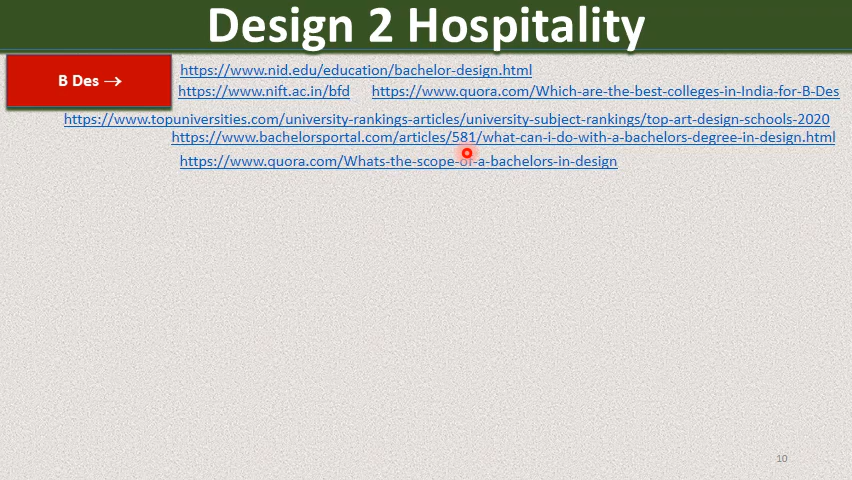 Design 2 Hospitality
B Des →
https://www.nid.edu/education/bachelor-design.html
https://www.nift.ac.in/bfd https://www.quora.com/Which-are-the-best-colleges-in-India-for-B-Des
https://www.topuniversities.com/university-rankings-articles/university-subject-rankings/top-art-design-schools-2020
https://www.bachelorsportal.com/articles/581/what-can-i-do-with-a-bachelors-degree-in-design.html
https://www.quora.com/Whats-the-scope-of-a-bachelors-in-design
10